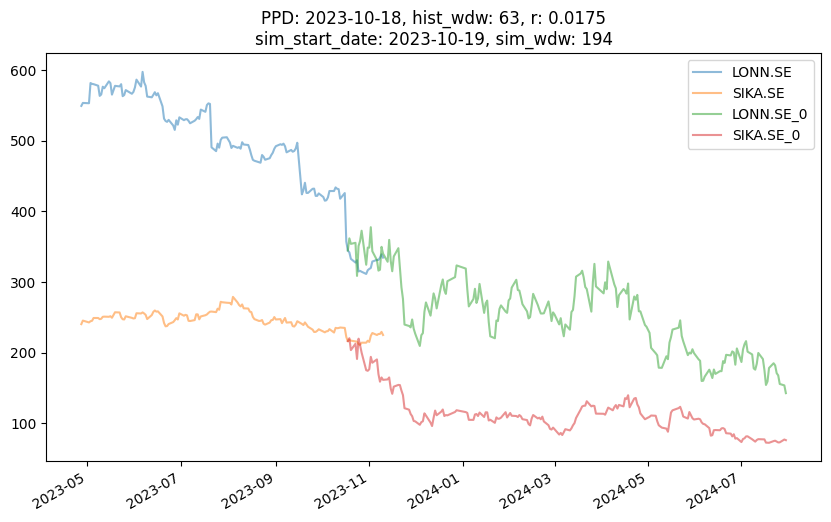 PPD: 2023-10-18, hist_wdw: 63, r: 0.0175
sim_start_date: 2023-10-19, sim_wdw: 194
LONN.SE
SIKA.SE
LONN.SE_0
SIKA.SE_0
600
500
400
300
200
100
2023-05
2023-07
2023-09
2023-11
2024-01
2024-03
2024-05
2024-07